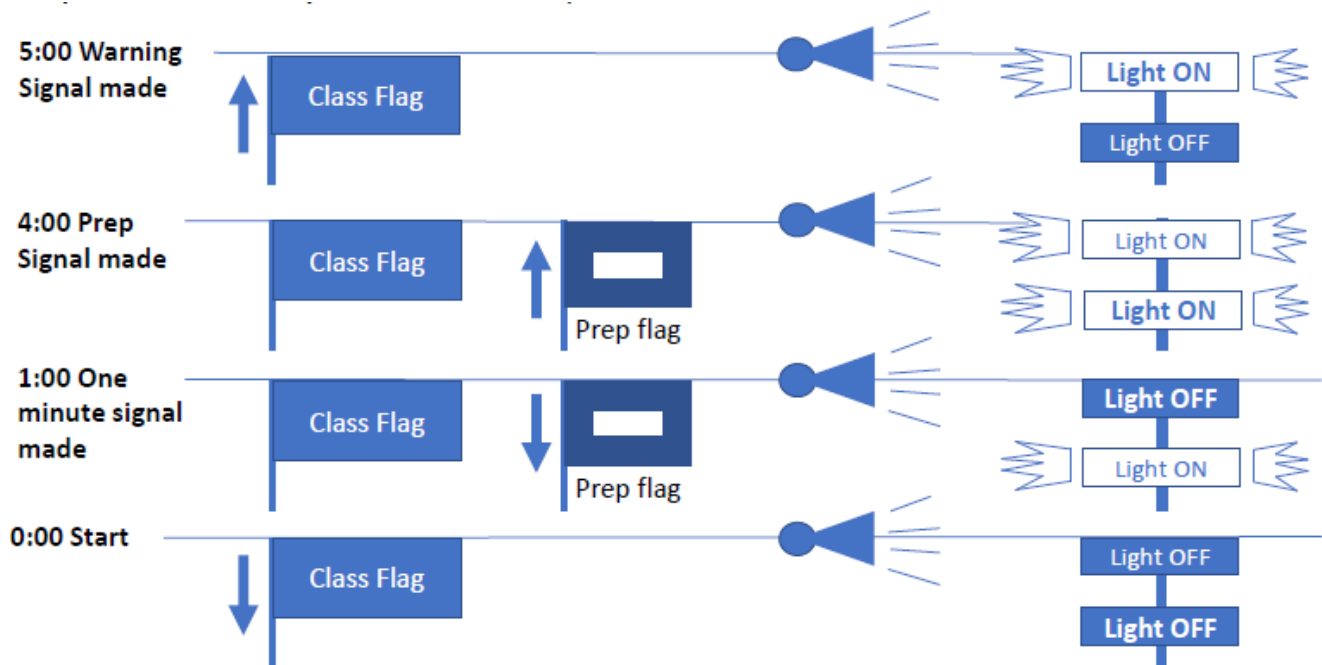 5:00 Warning
Signal made
Class Flag
Light ON
Light OFF
4:00 Prep
Signal made
Class Flag
Prep flag
Light ON
Light ON
1:00 One
minute signal
made
Class Flag
Prep flag
Light OFF
Light ON
0:00 Start
Class Flag
Light OFF
Light OFF